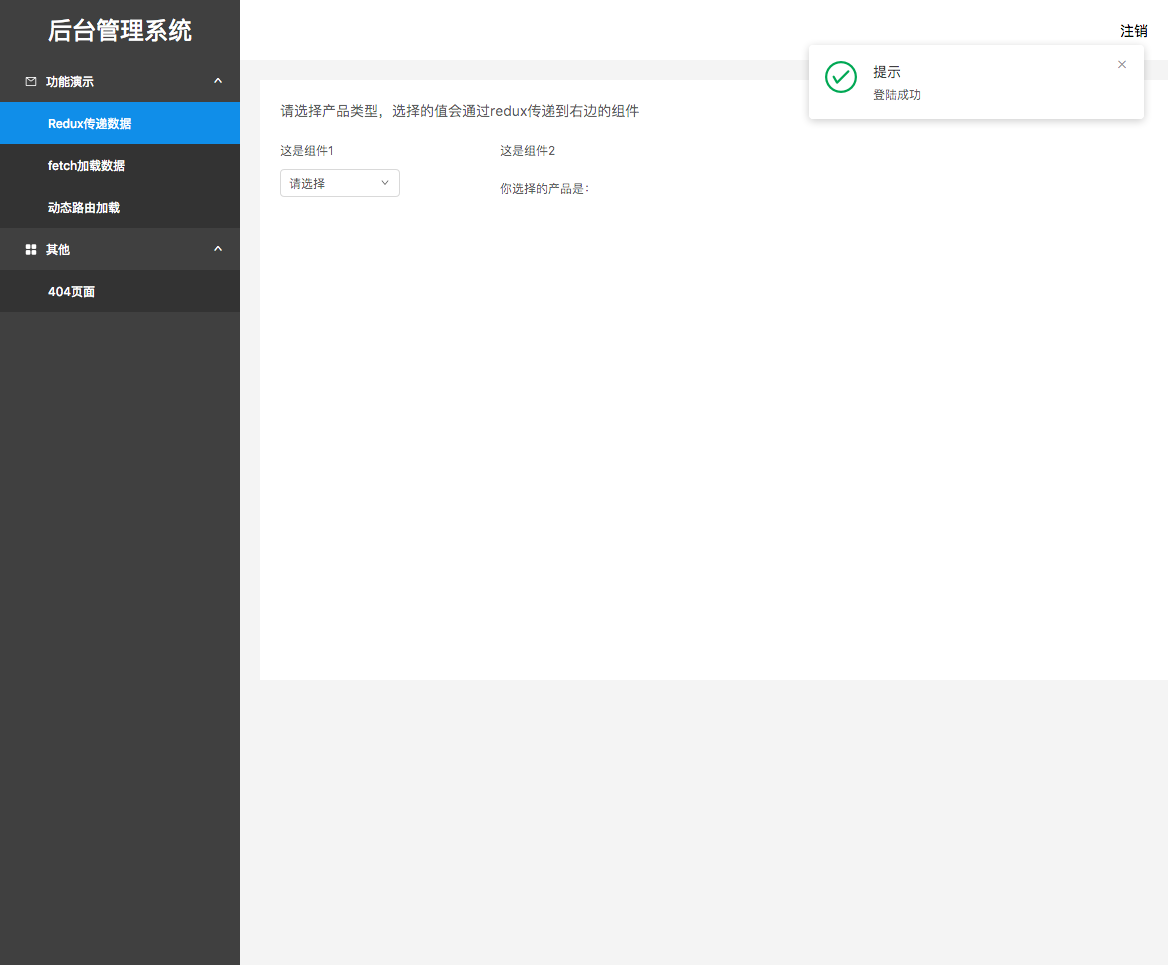 后台管理系统
注销
功能演示
Redux传递数据
fetch加载数据
动态路由加载
其他
404页面
提示
登陆成功
请选择产品类型，选择的值会通过redux传递到右边的组件
这是组件1
请选择
这是组件2
你选择的产品是：